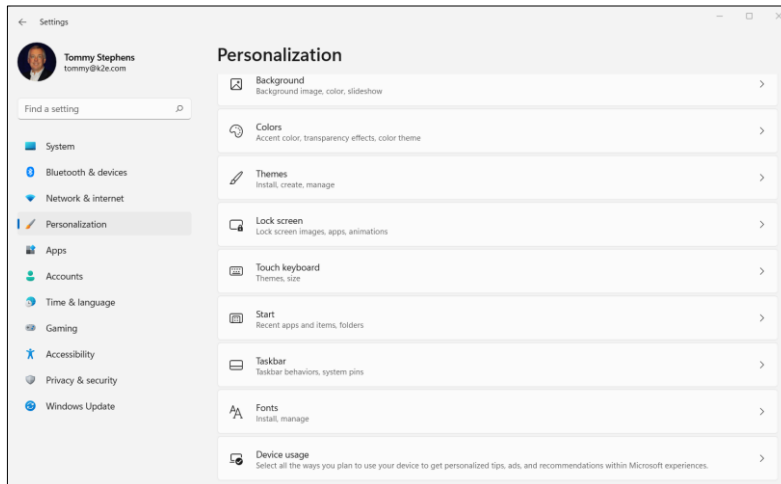 Settings
Tommy Stephens
tommy@k2e.com
Find a setting
System
Bluetooth & devices
Network & internet
Personalization
Apps
Accounts
Time & language
Gaming
Accessibility
Privacy & security
Windows Update
Personalization
Background
Background image, color, slideshow
Colors
Accent color, transparency effects, color theme
Themes
Install, create, manage
Lock screen
Lock screen images, apps, animations
Touch keyboard
Themes, size
Start
Recent apps and items, folders
Taskbar
Taskbar behaviors, system pins
Fonts
Install, manage
Device usage
Select all the ways you plan to use your device to get personalized tips, ads, and recommendations within Microsoft experiences.